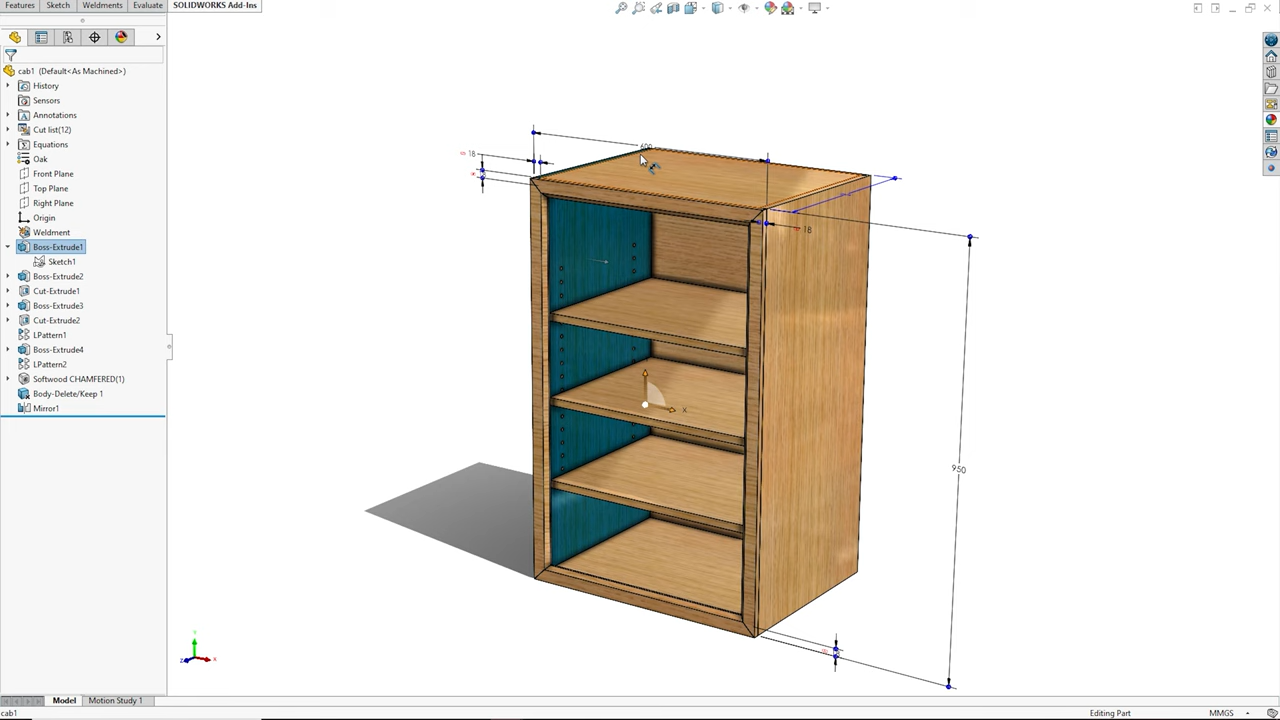 Features Sketch Weldments Evaluate SOLIDWORKS Add-Ins
cab1 (Default<As Machined>)
History
Sensors
Annotations
Cut list(12)
Equations
Oak
Front Plane
Top Plane
Right Plane
Origin
Weldment
Boss-Extrude1
Sketch1
Boss-Extrude2
Cut-Extrude1
Boss-Extrude3
Cut-Extrude2
LPattern1
Boss-Extrude4
LPattern2
Softwood CHAMFERED(1)
Body-Delete/Keep 1
Mirror1
600
18
18
950
X
Y
Z
X
Model Motion Study 1
cab1 Editing Part MMGS